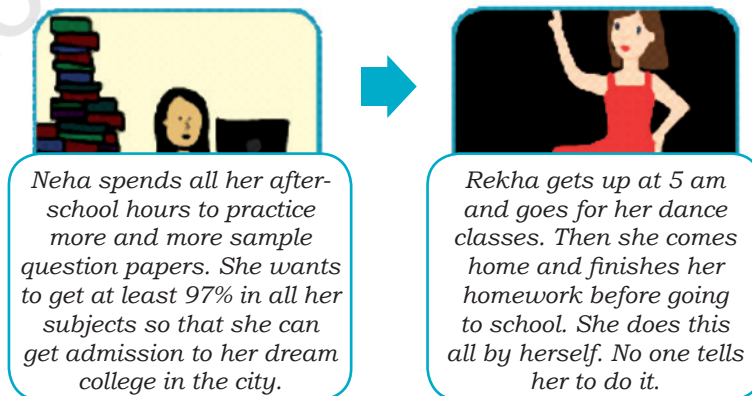 Neha spends all her after-
school hours to practice
more and more sample
question papers. She wants
to get at least 97% in all her
subjects so that she can
get admission to her dream
college in the city.
Rekha gets up at 5 am
and goes for her dance
classes. Then she comes
home and finishes her
homework before going
to school. She does this
all by herself. No one tells
her to do it.